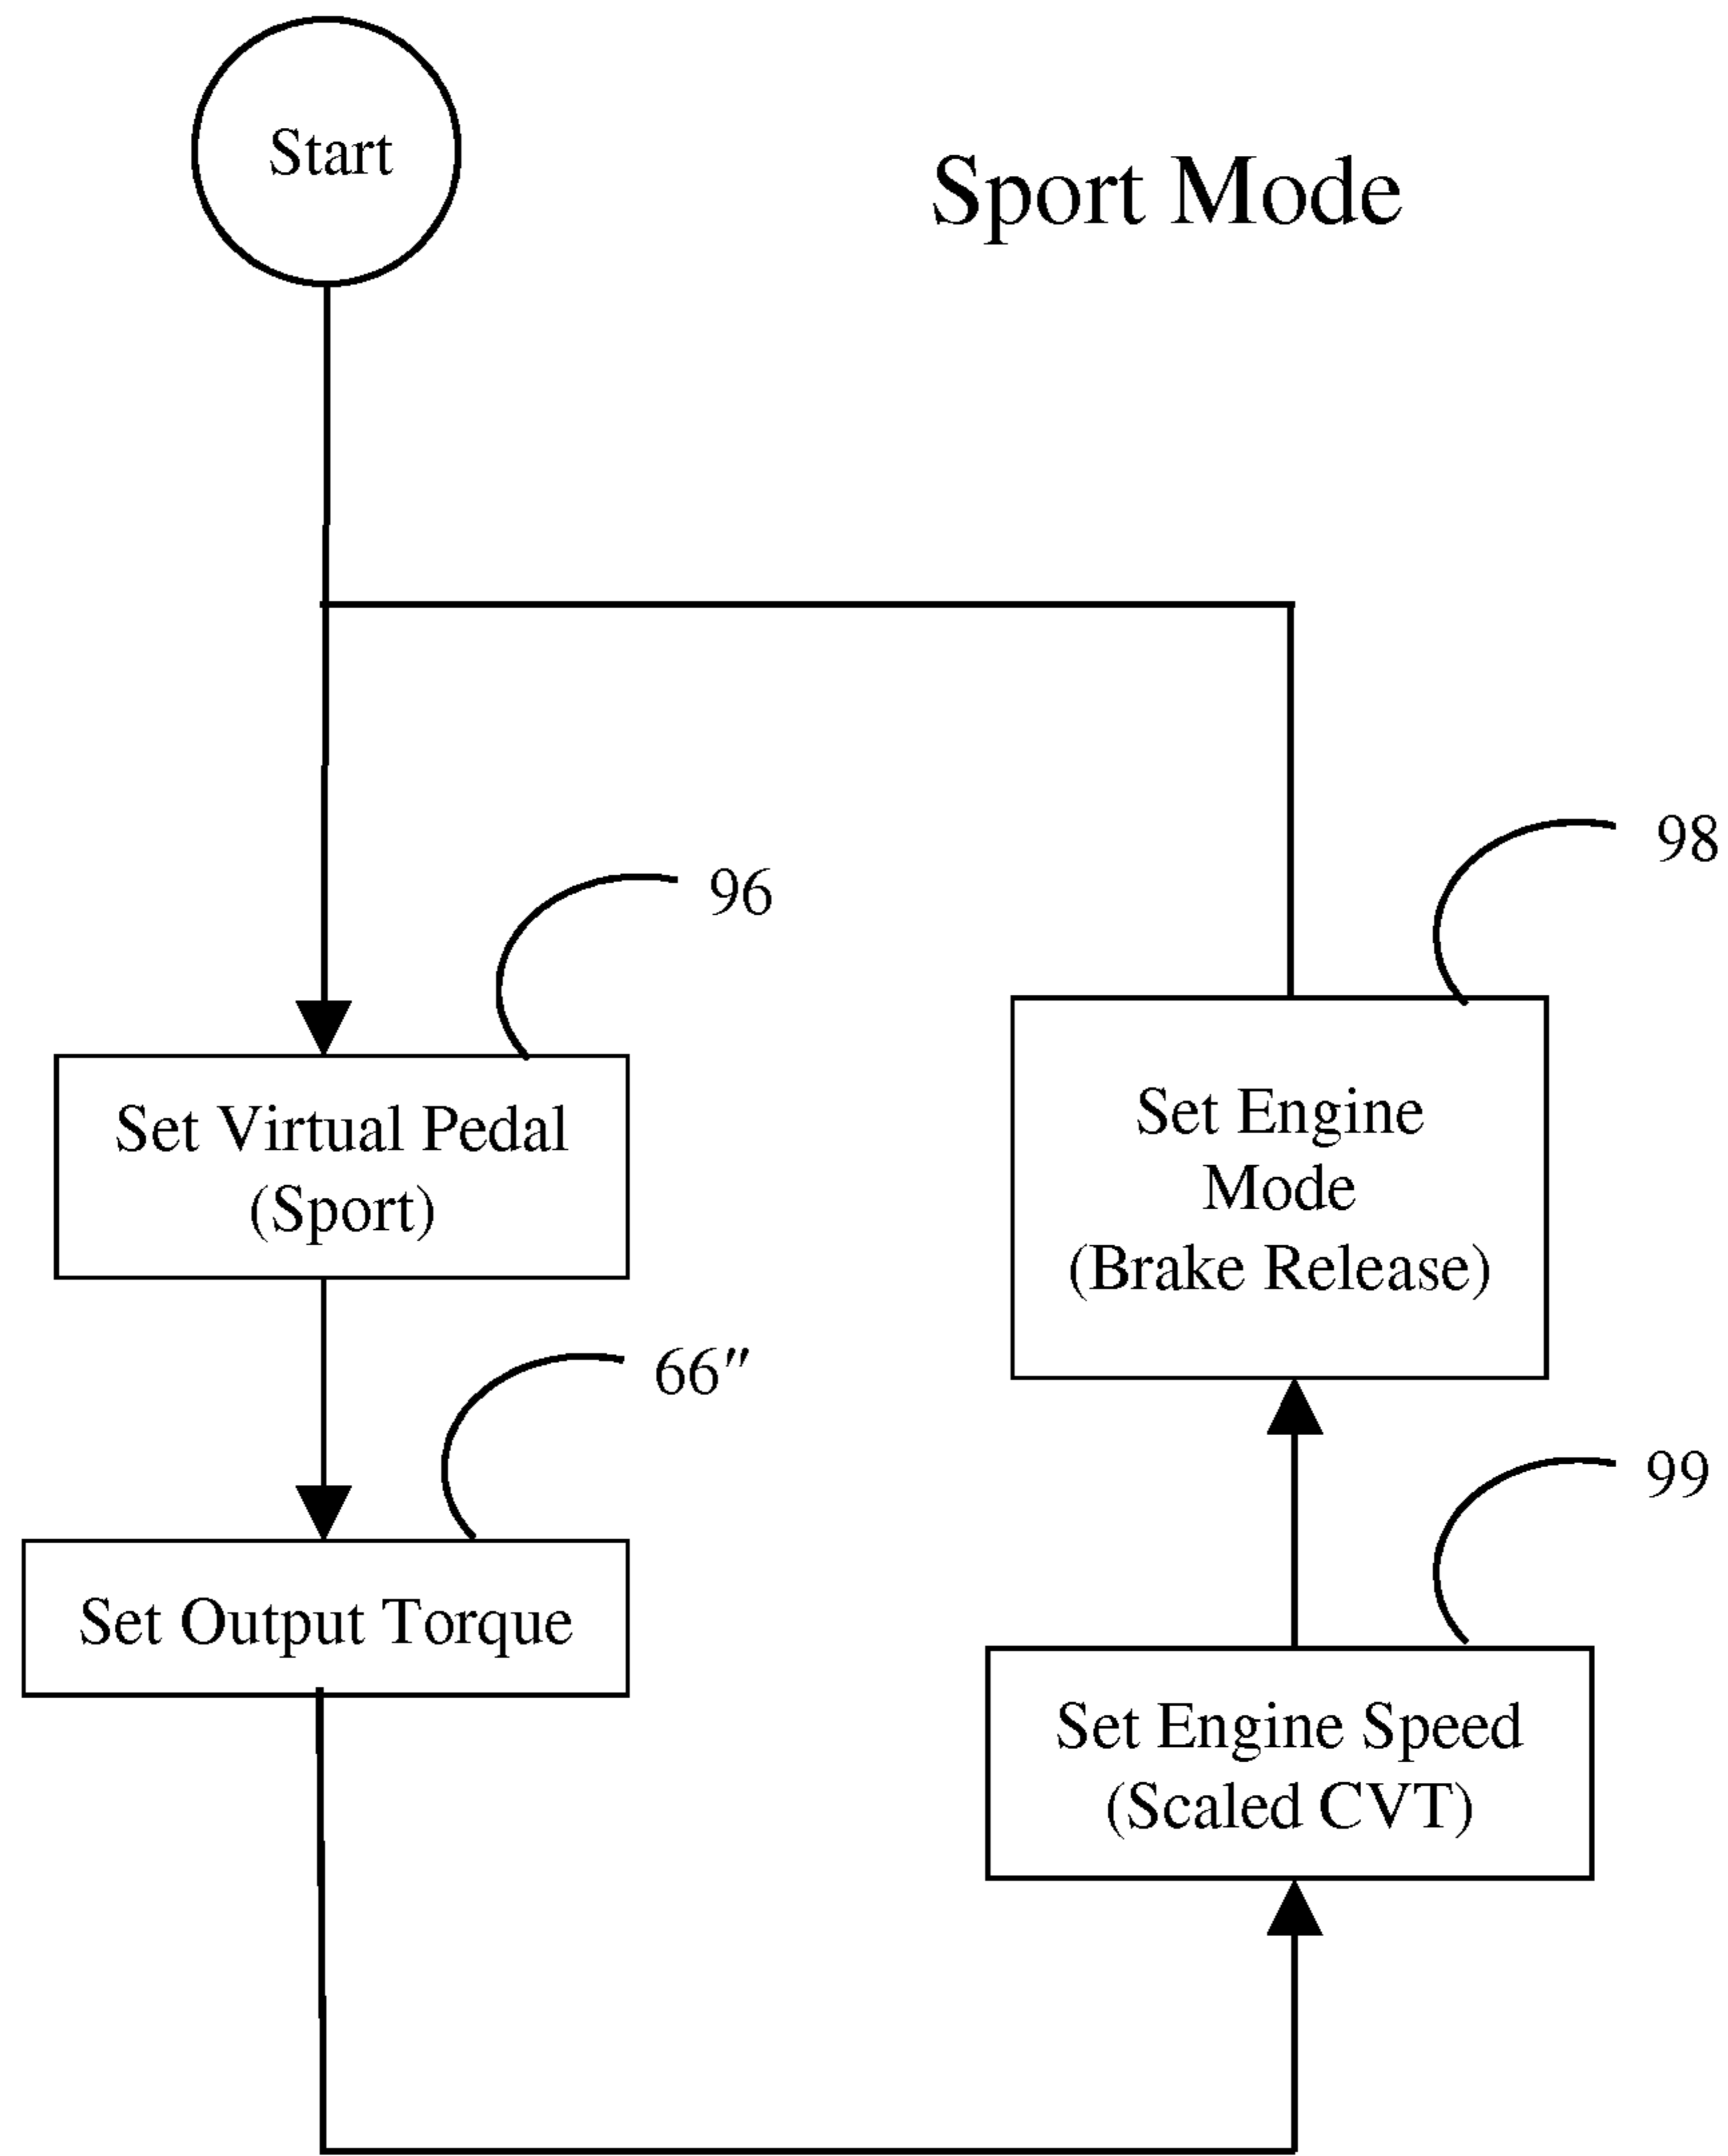 Start
Sport Mode
96
Set Virtual Pedal
(Sport)
66″
Set Output Torque
98
Set Engine
Mode
(Brake Release)
99
Set Engine Speed
(Scaled CVT)